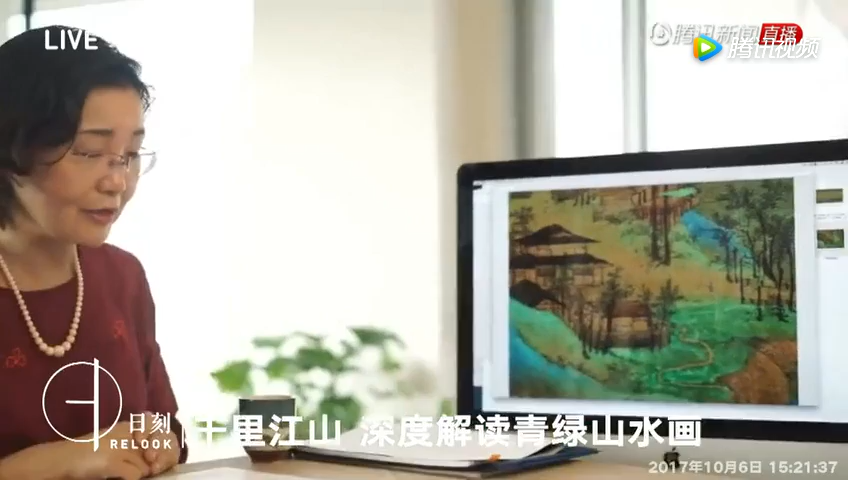 LIVE
腾讯新闻 直播
腾讯视频
日刻
RELOOK
千里江山 深度解读青绿山水画
2017年10月6日 15:21:37